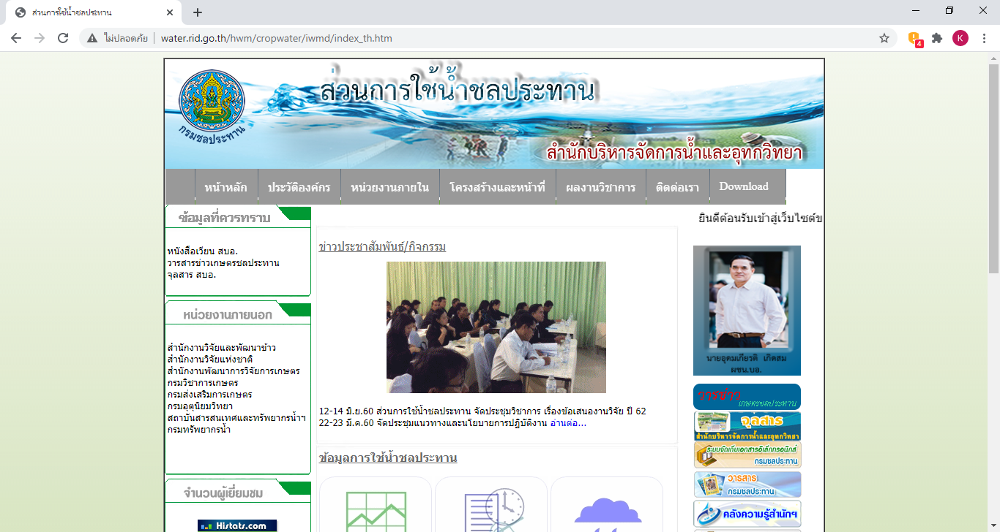 ส่วนการใช้น้ำชลประทาน
ไม่ปลอดภัย
water.rid.go.th/hwm/cropwater/iwmd/index_th.htm
4
K
กรมชลประทาน
ส่วนการใช้น้ำชลประทาน
สำนักบริหารจัดการน้ำและอุทกวิทยา
หน้าหลัก ประวัติองค์กร หน่วยงานภายใน โครงสร้างและหน้าที่ ผลงานวิชาการ ติดต่อเรา Download
ข้อมูลที่ควรทราบ
หนังสือเวียน สบอ.
วารสารข่าวเกษตรชลประทาน
จุลสาร สบอ.
หน่วยงานภายนอก
สำนักงานวิจัยและพัฒนาข้าว
สำนักงานวิจัยแห่งชาติ
สำนักงานพัฒนาการวิจัยการเกษตร
กรมวิชาการเกษตร
กรมส่งเสริมการเกษตร
กรมอุตุนิยมวิทยา
สถาบันสารสนเทศและทรัพยากรน้ำฯ
กรมทรัพยากรน้ำ
จำนวนผู้เยี่ยมชม
Histats.com
ข่าวประชาสัมพันธ์/กิจกรรม
12-14 มิ.ย.60 ส่วนการใช้น้ำชลประทาน จัดประชุมวิชาการ เรื่องข้อเสนองานวิจัย ปี 62
22-23 มี.ค.60 จัดประชุมแนวทางและนโยบายการปฏิบัติงาน อ่านต่อ...
ข้อมูลการใช้น้ำชลประทาน
ยินดีต้อนรับเข้าสู่เว็บไซต์ข
นายอุดมเกียรติ เกิดสม
ผชน.บอ.
วารข่าว
เกษตรชลประทาน
จุลสาร
สำนักบริหารจัดการน้ำและอุทกวิทยา
ระบบจัดเก็บเอกสารอิเล็กทรอนิกส์
กรมชลประทาน
วารสาร
กรมชลประทาน
คลังความรู้สำนักฯ